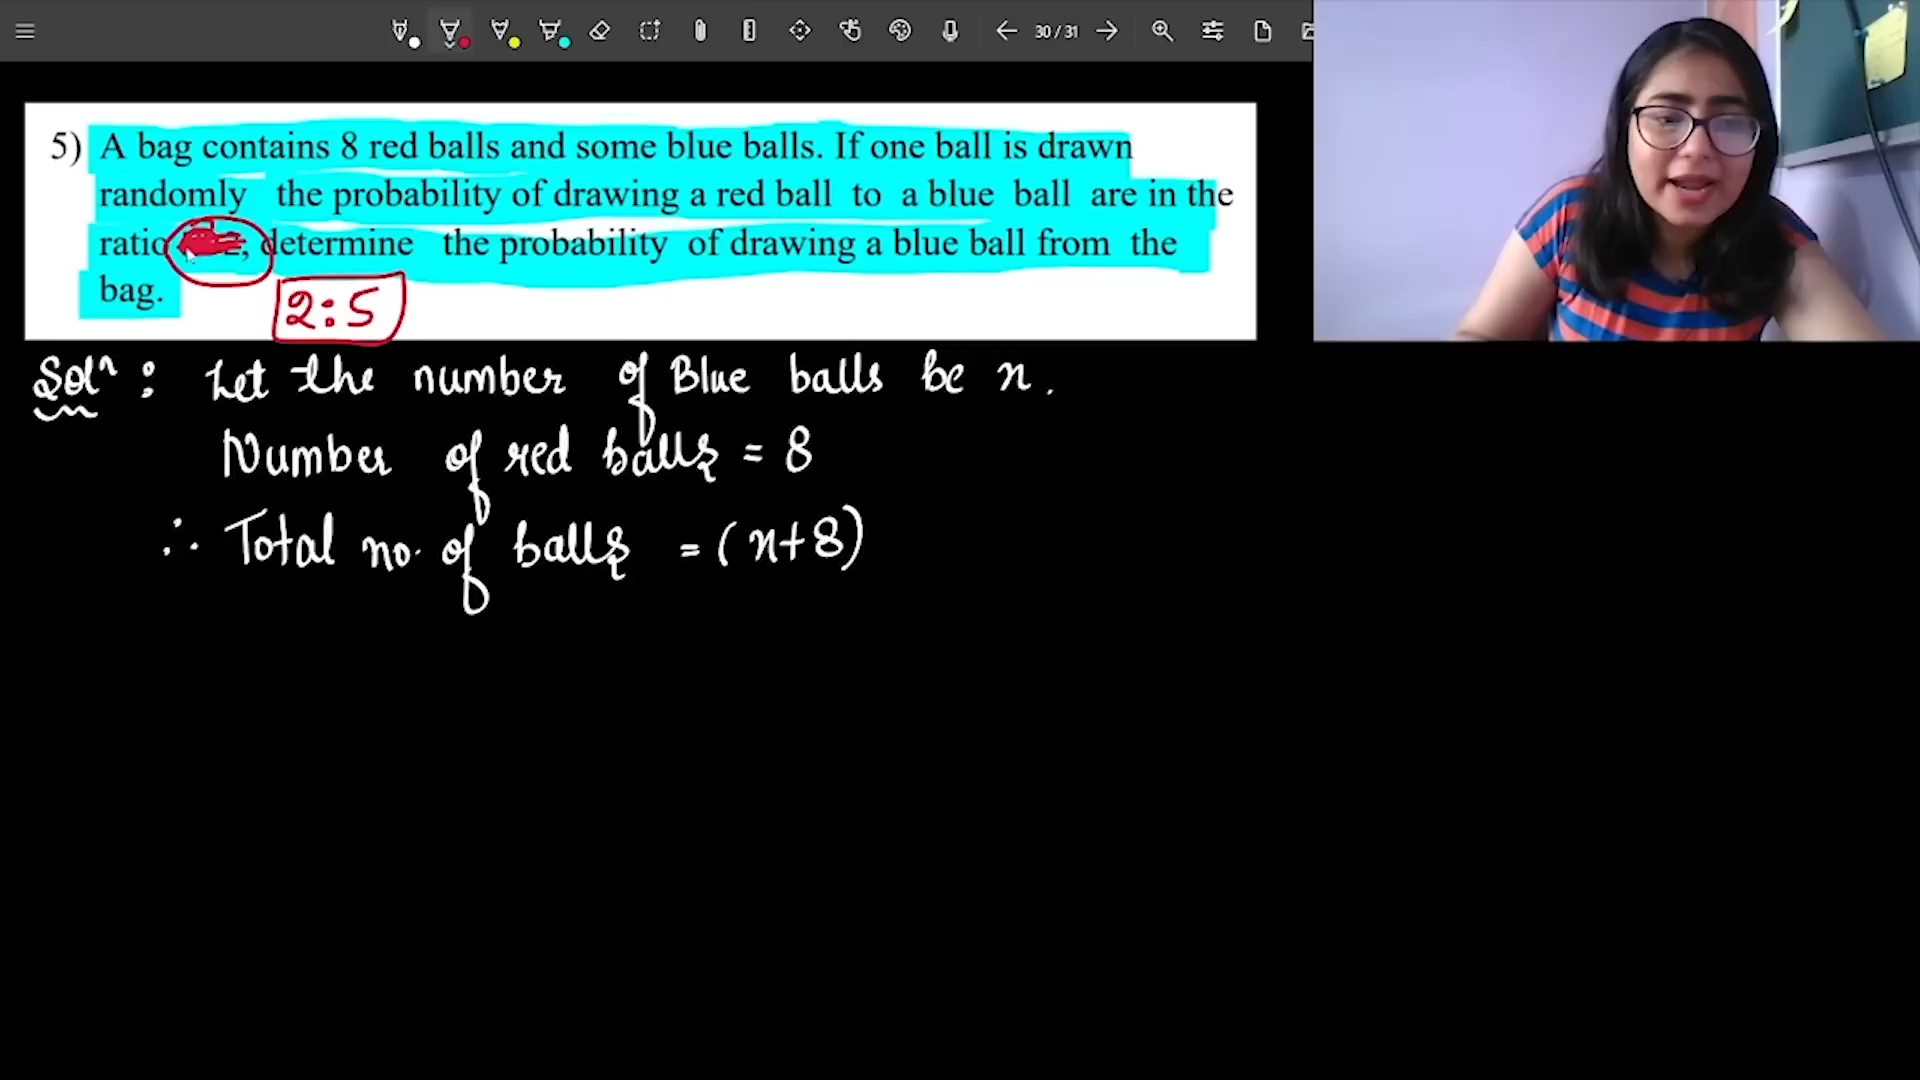 30 / 31
5) A bag contains 8 red balls and some blue balls. If one ball is drawn
randomly the probability of drawing a red ball to a blue ball are in the
ratio , determine the probability of drawing a blue ball from the
bag.
2:5
Solⁿ : Let the number of Blue balls be x .
Number of red balls = 8
∴ Total no. of balls = (x+8)